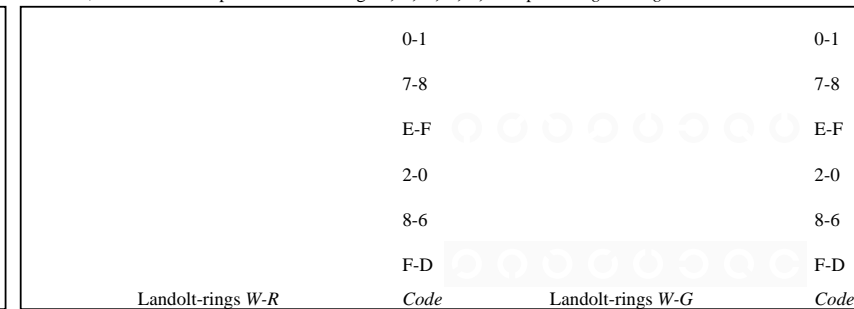 0-1 0-1
7-8 7-8
E-F E-F
2-0 2-0
8-6 8-6
F-D F-D
Landolt-rings W-R Code Landolt-rings W-G Code